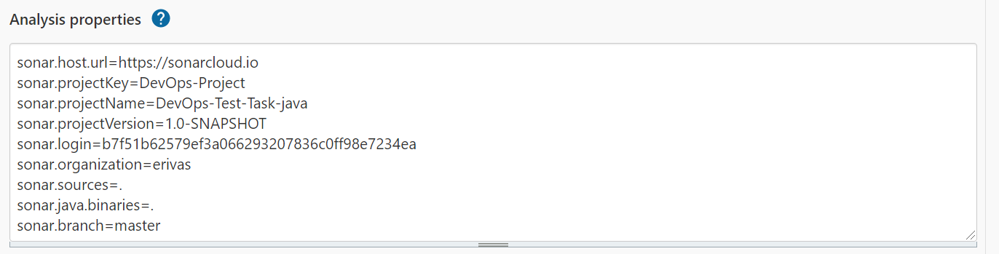 Analysis properties ?
sonar.host.url=https://sonarcloud.io
sonar.projectKey=DevOps-Project
sonar.projectName=DevOps-Test-Task-java
sonar.projectVersion=1.0-SNAPSHOT
sonar.login=b7f51b62579ef3a066293207836c0ff98e7234ea
sonar.organization=erivas
sonar.sources=.
sonar.java.binaries=.
sonar.branch=master